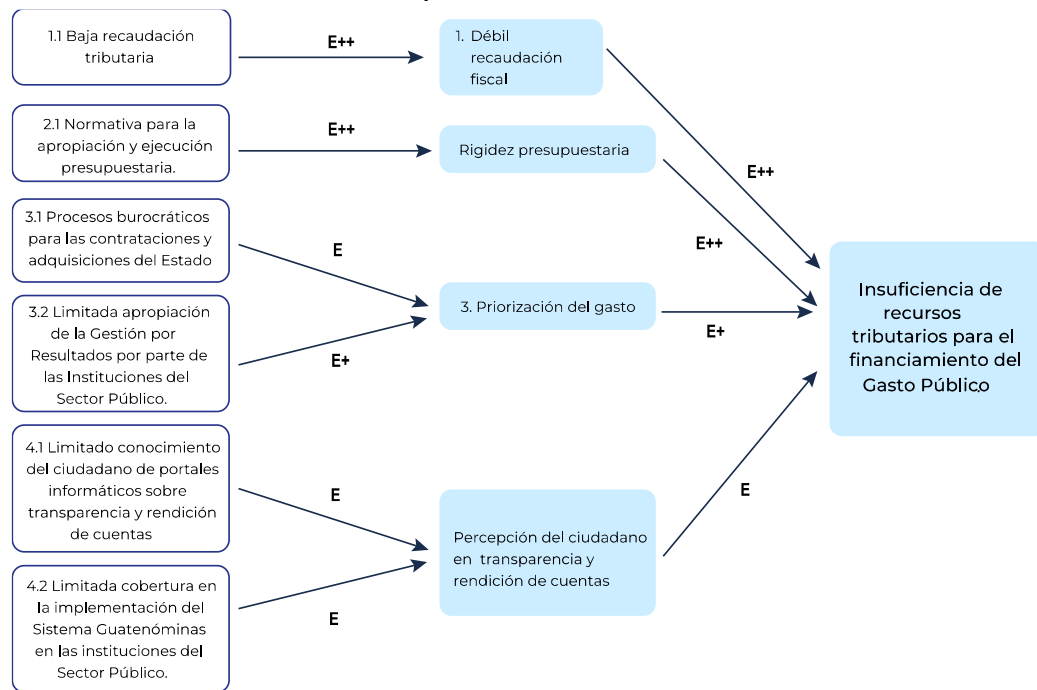 1.1 Baja recaudación
tributaria
E++
1. Débil
recaudación
fiscal
2.1 Normativa para la
apropiación y ejecución
presupuestaria.
E++
Rigidez presupuestaria
E++
3.1 Procesos burocráticos
para las contrataciones y
adquisiciones del Estado
E
E++
3.2 Limitada apropiación
de la Gestión por
Resultados por parte de
las Instituciones del
Sector Público.
E+
3. Priorización del gasto
E+
Insuficiencia de
recursos
tributarios para el
financiamiento del
Gasto Público.
4.1 Limitado conocimiento
del ciudadano de portales
informáticos sobre
transparencia y rendición
de cuentas
E
E
Percepción del ciudadano
en transparencia y
rendición de cuentas
4.2 Limitada cobertura en
la implementación del
Sistema Guatenóminas
en las instituciones del
Sector Público.
E